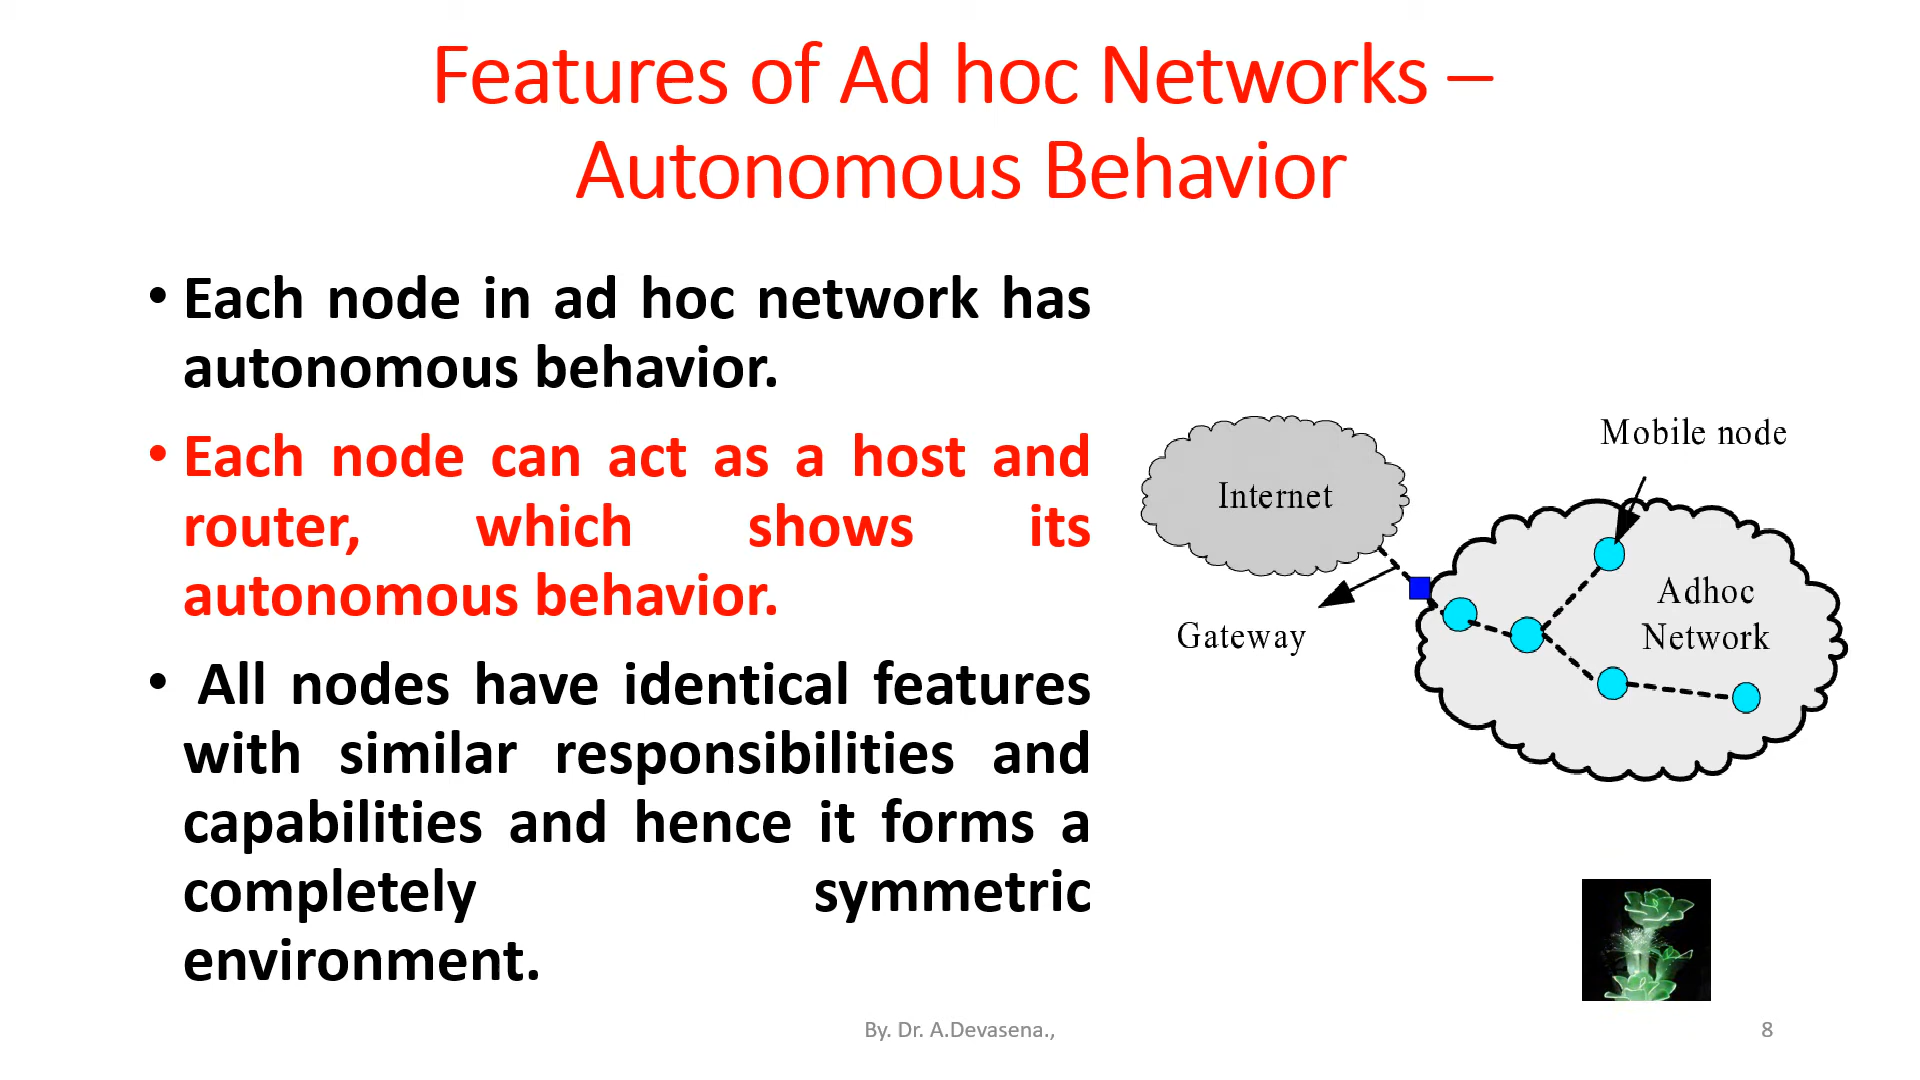 Features of Ad hoc Networks –
Autonomous Behavior
• Each node in ad hoc network has
autonomous behavior.
• Each node can act as a host and
router, which shows its
autonomous behavior.
• All nodes have identical features
with similar responsibilities and
capabilities and hence it forms a
completely symmetric
environment.
Mobile node
Internet
Adhoc
Network
Gateway
By. Dr. A.Devasena.,
8